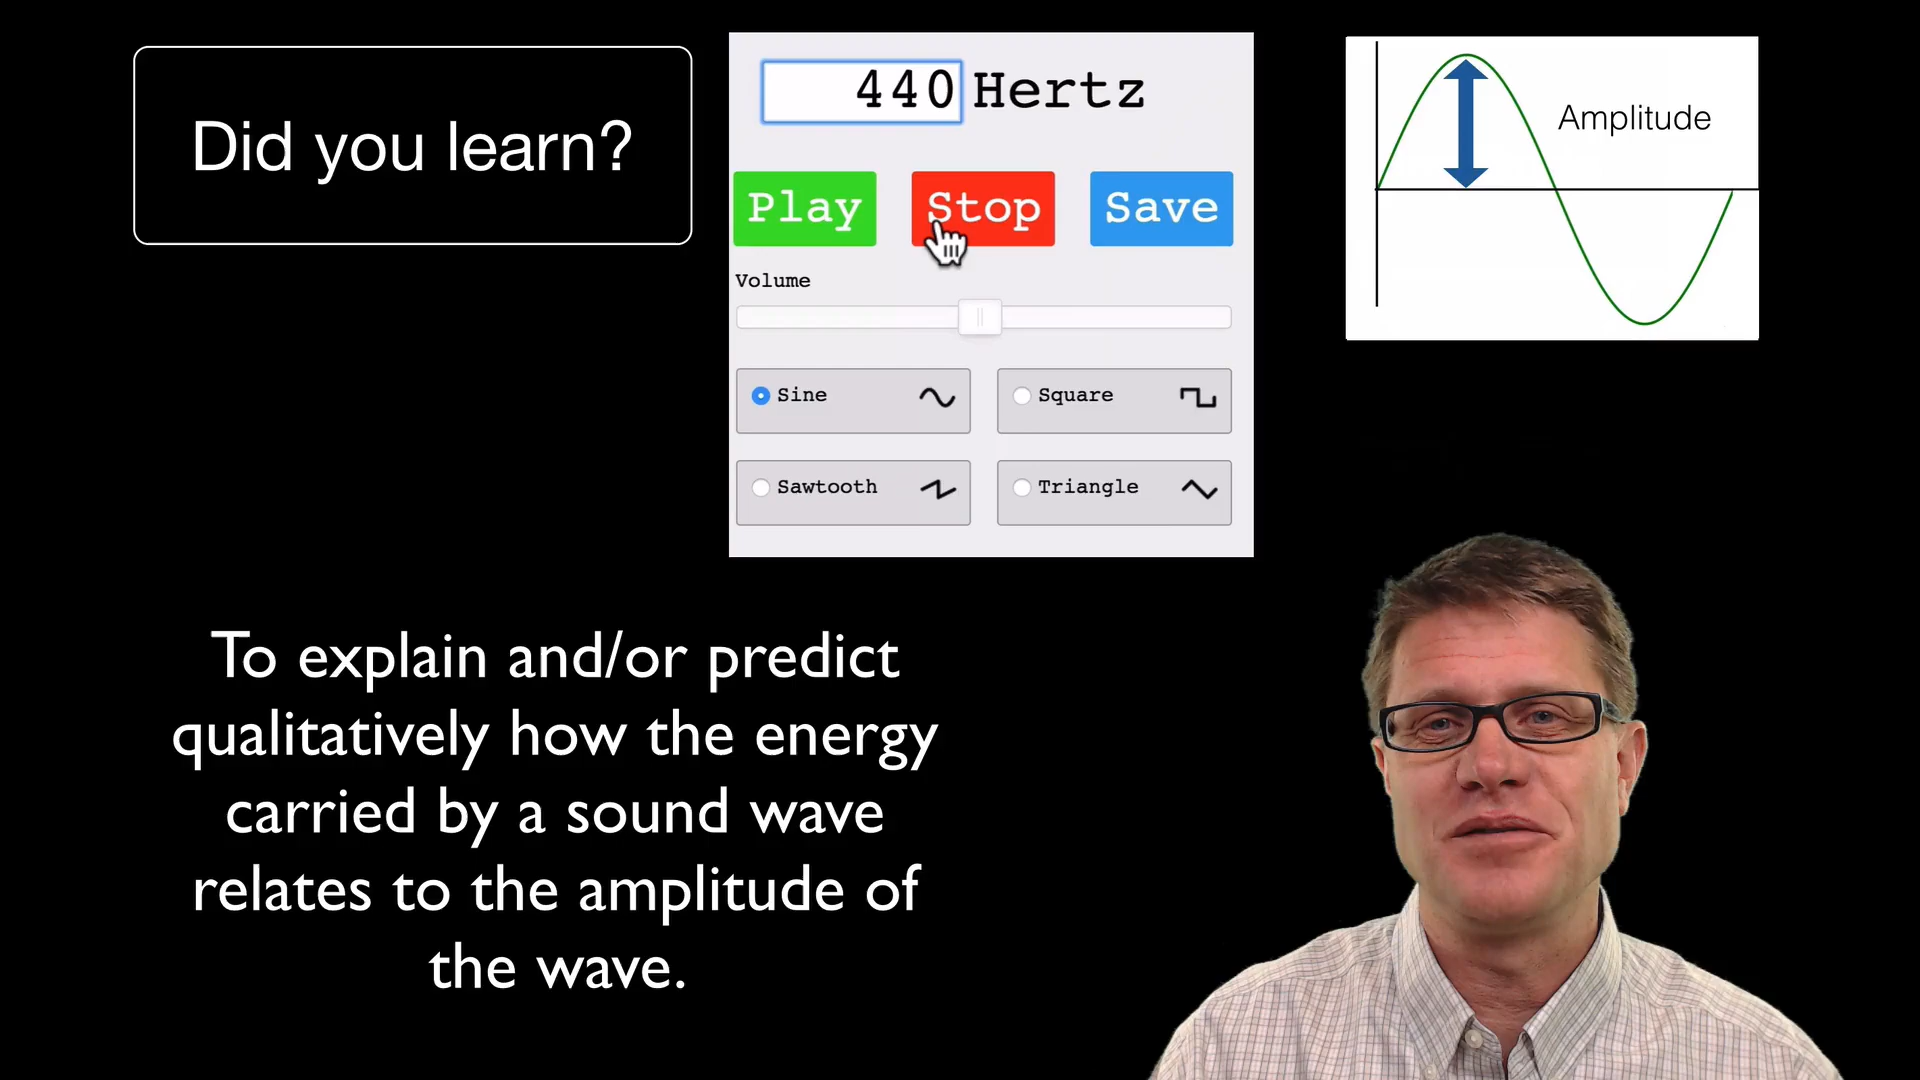 Did you learn?
440 Hertz
Play Stop Save
Volume
Sine Square
Sawtooth Triangle
Amplitude
To explain and/or predict
qualitatively how the energy
carried by a sound wave
relates to the amplitude of
the wave.